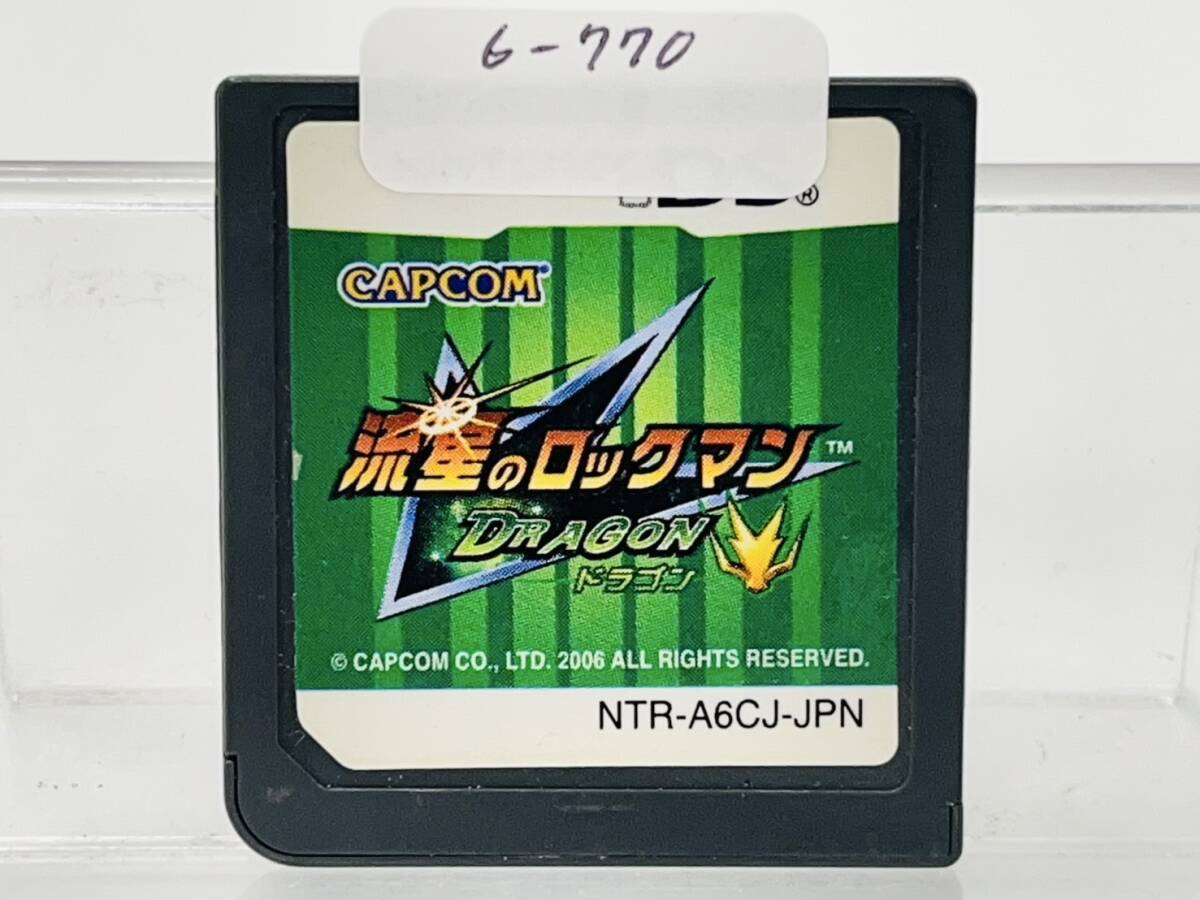 6-770
DS®
CAPCOM®
流星のロックマン™
DRAGON
ドラゴン
© CAPCOM CO., LTD. 2006 ALL RIGHTS RESERVED.
NTR-A6CJ-JPN